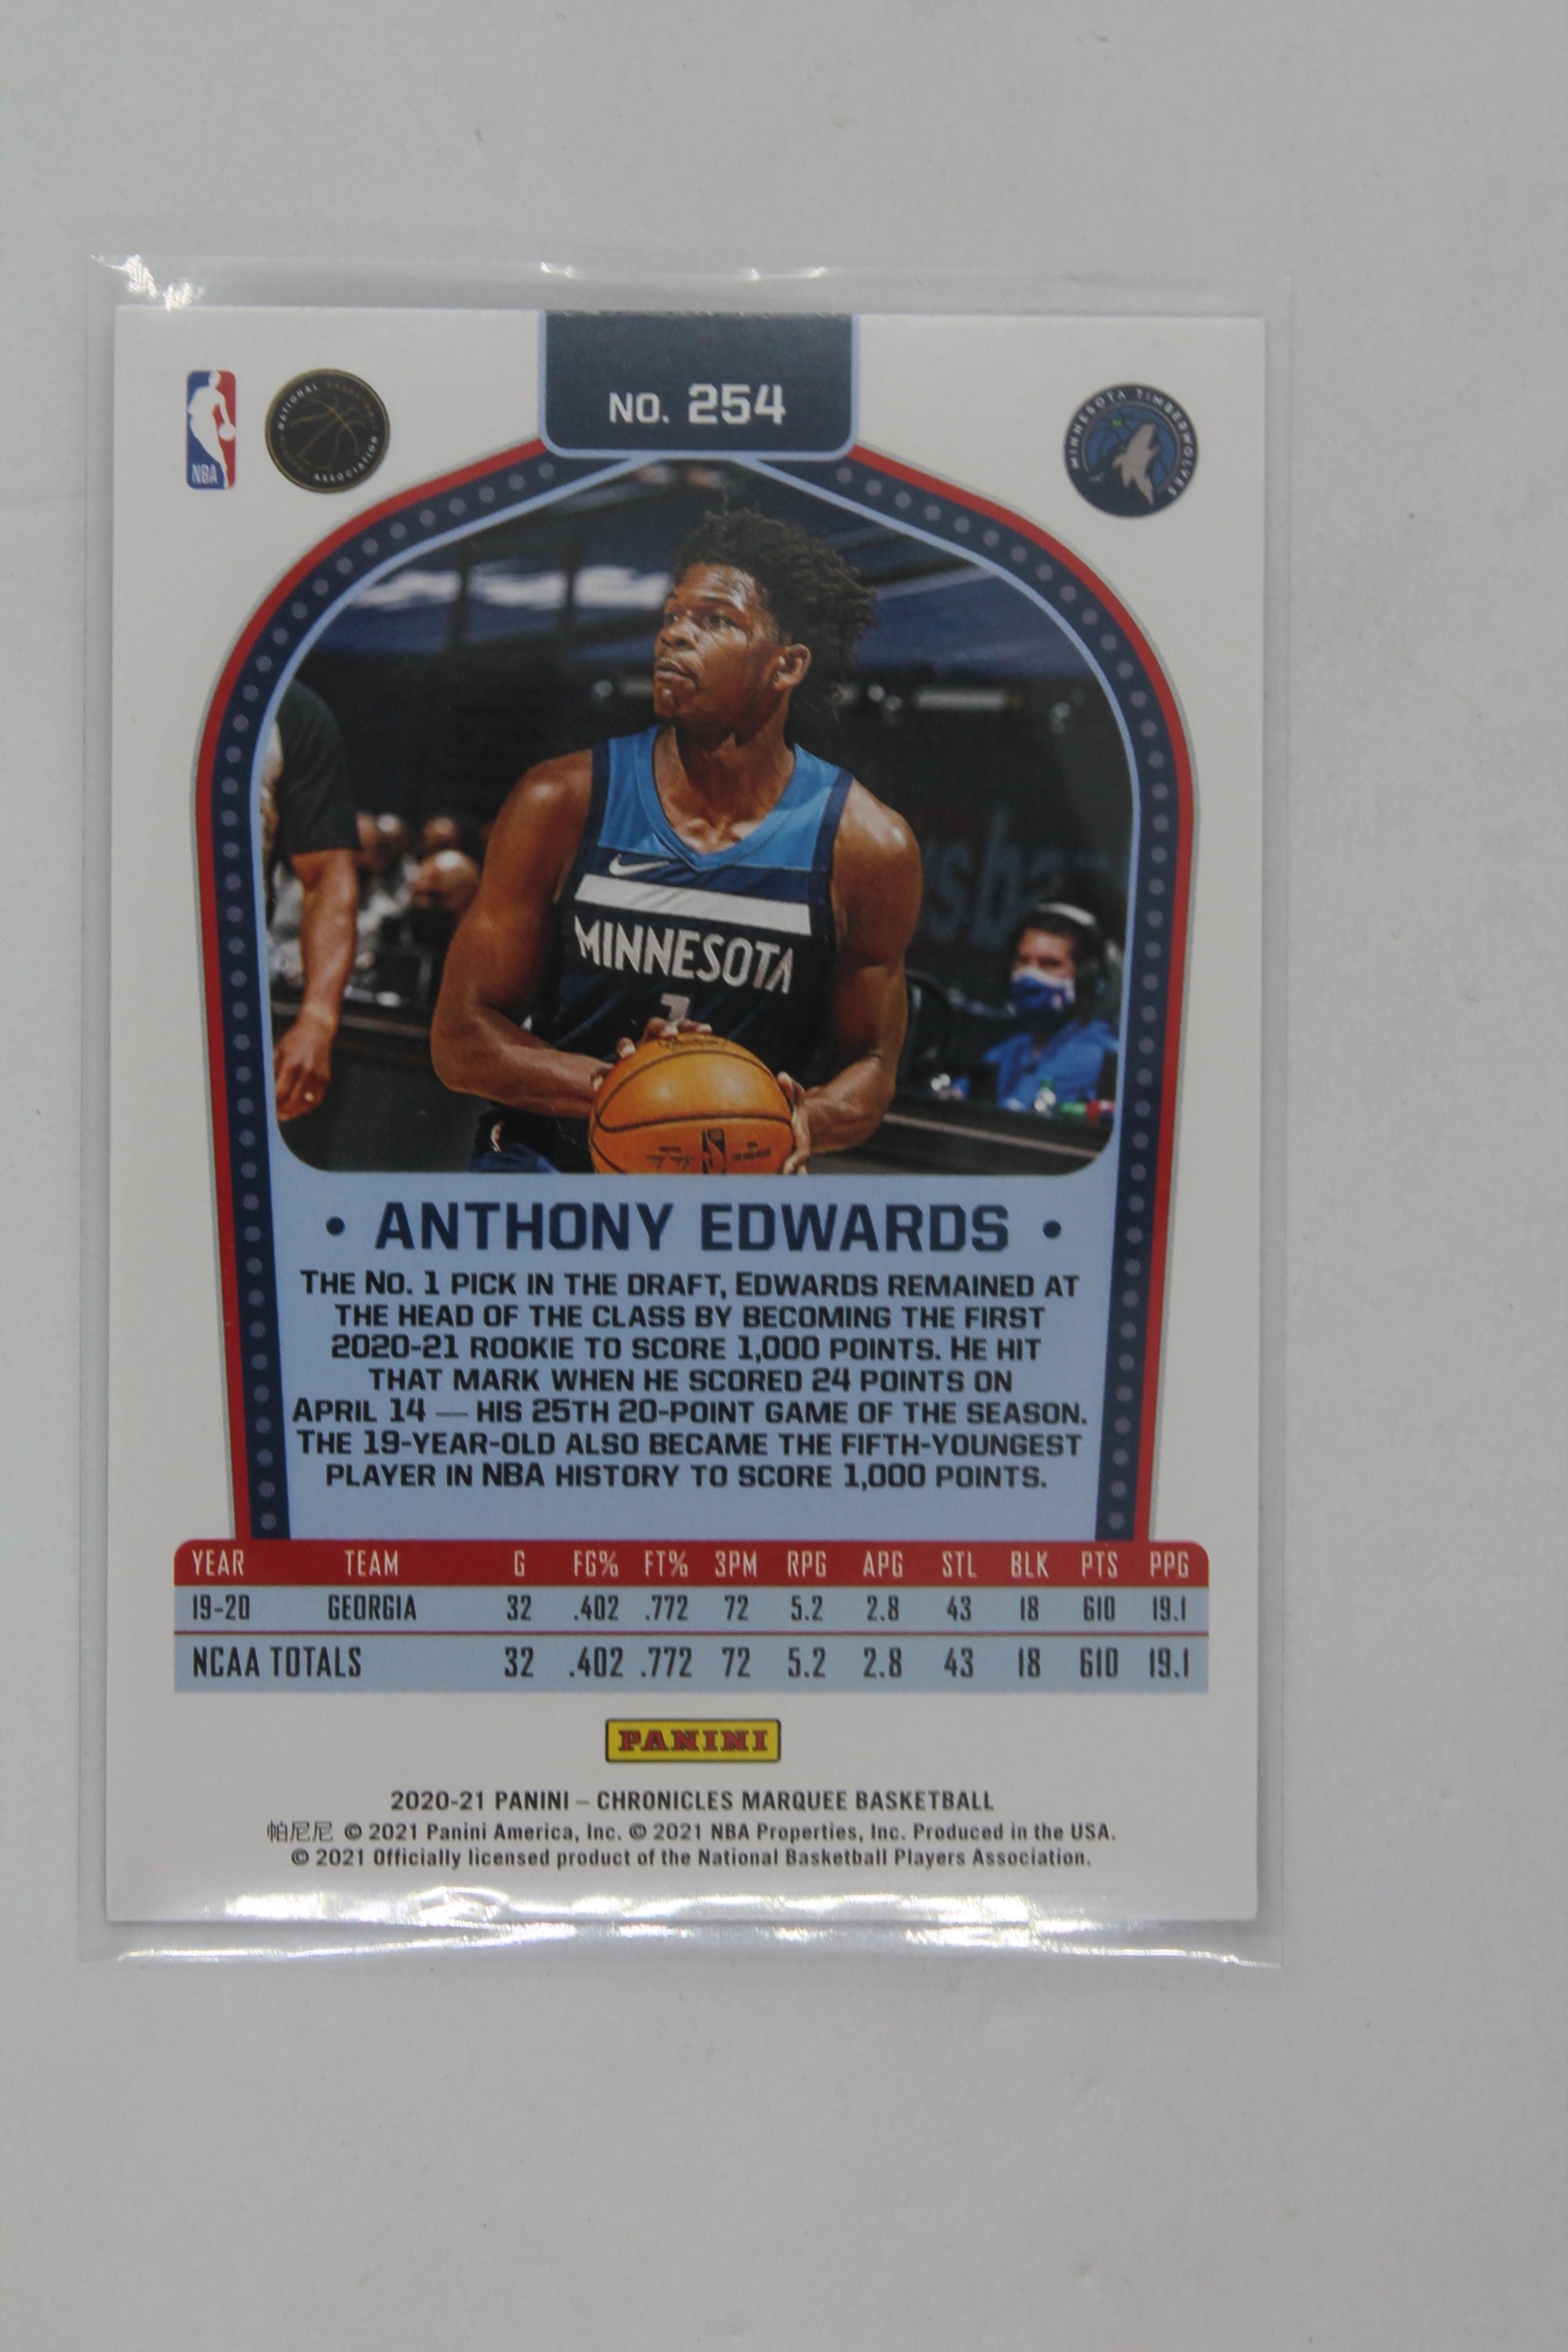 NO. 254
NBA
NATIONAL BASKETBALL
PLAYERS ASSOCIATION
MINNESOTA TIMBERWOLVES
sba
MINNESOTA
• ANTHONY EDWARDS •
THE NO. 1 PICK IN THE DRAFT, EDWARDS REMAINED AT
THE HEAD OF THE CLASS BY BECOMING THE FIRST
2020-21 ROOKIE TO SCORE 1,000 POINTS. HE HIT
THAT MARK WHEN HE SCORED 24 POINTS ON
APRIL 14 — HIS 25TH 20-POINT GAME OF THE SEASON.
THE 19-YEAR-OLD ALSO BECAME THE FIFTH-YOUNGEST
PLAYER IN NBA HISTORY TO SCORE 1,000 POINTS.
YEAR TEAM G FG% FT% 3PM RPG APG STL BLK PTS PPG
19-20 GEORGIA 32 .402 .772 72 5.2 2.8 43 18 610 19.1
NCAA TOTALS 32 .402 .772 72 5.2 2.8 43 18 610 19.1
PANINI
2020-21 PANINI – CHRONICLES MARQUEE BASKETBALL
帕尼尼 © 2021 Panini America, Inc. © 2021 NBA Properties, Inc. Produced in the USA.
© 2021 Officially licensed product of the National Basketball Players Association.